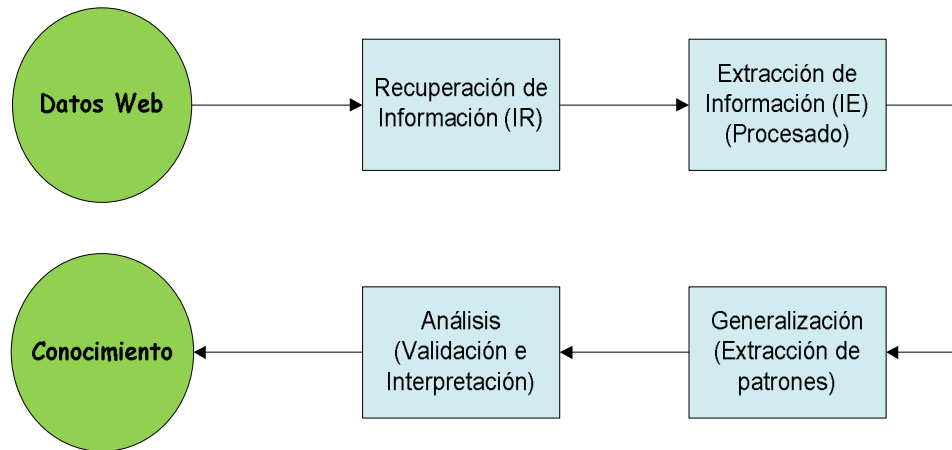 Datos Web
Recuperación de
Información (IR)
Extracción de
Información (IE)
(Procesado)
Conocimiento
Análisis
(Validación e
Interpretación)
Generalización
(Extracción de
patrones)